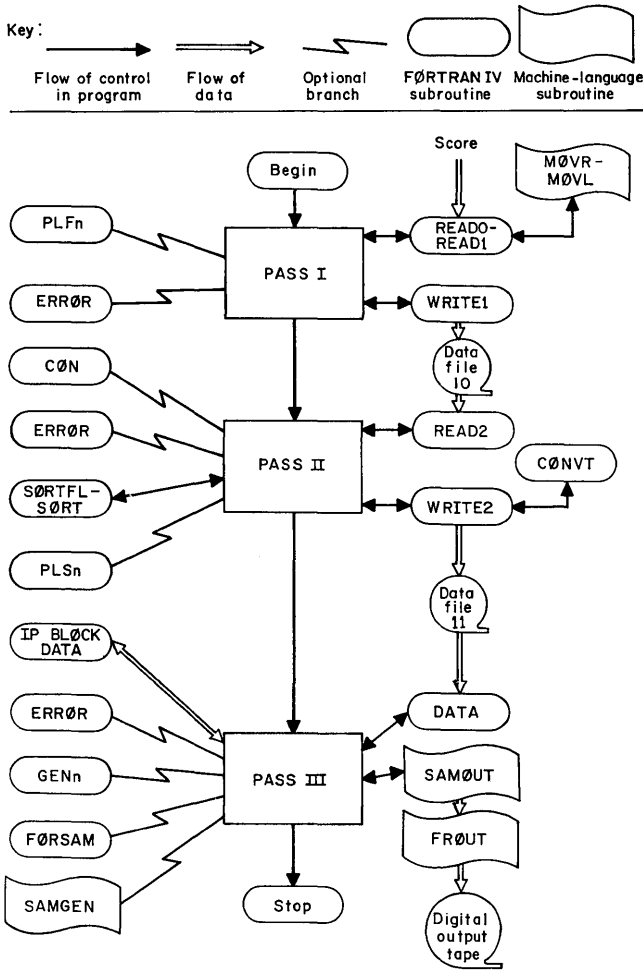 Key:
Flow of control
in program
Flow of
data
Optional
branch
FØRTRAN IV
subroutine
Machine-language
subroutine
Score
Begin
MØVR-
MØVL
PLFn
READ0-
READ1
PASS I
ERRØR
WRITE1
CØN
Data
file
10
ERRØR
PASS II
READ2
SØRTFL-
SØRT
CØNVT
WRITE2
PLSn
Data
file
11
IP BLØCK
DATA
ERRØR
DATA
GENn
PASS III
SAMØUT
FØRSAM
FRØUT
SAMGEN
Stop
Digital
output
tape